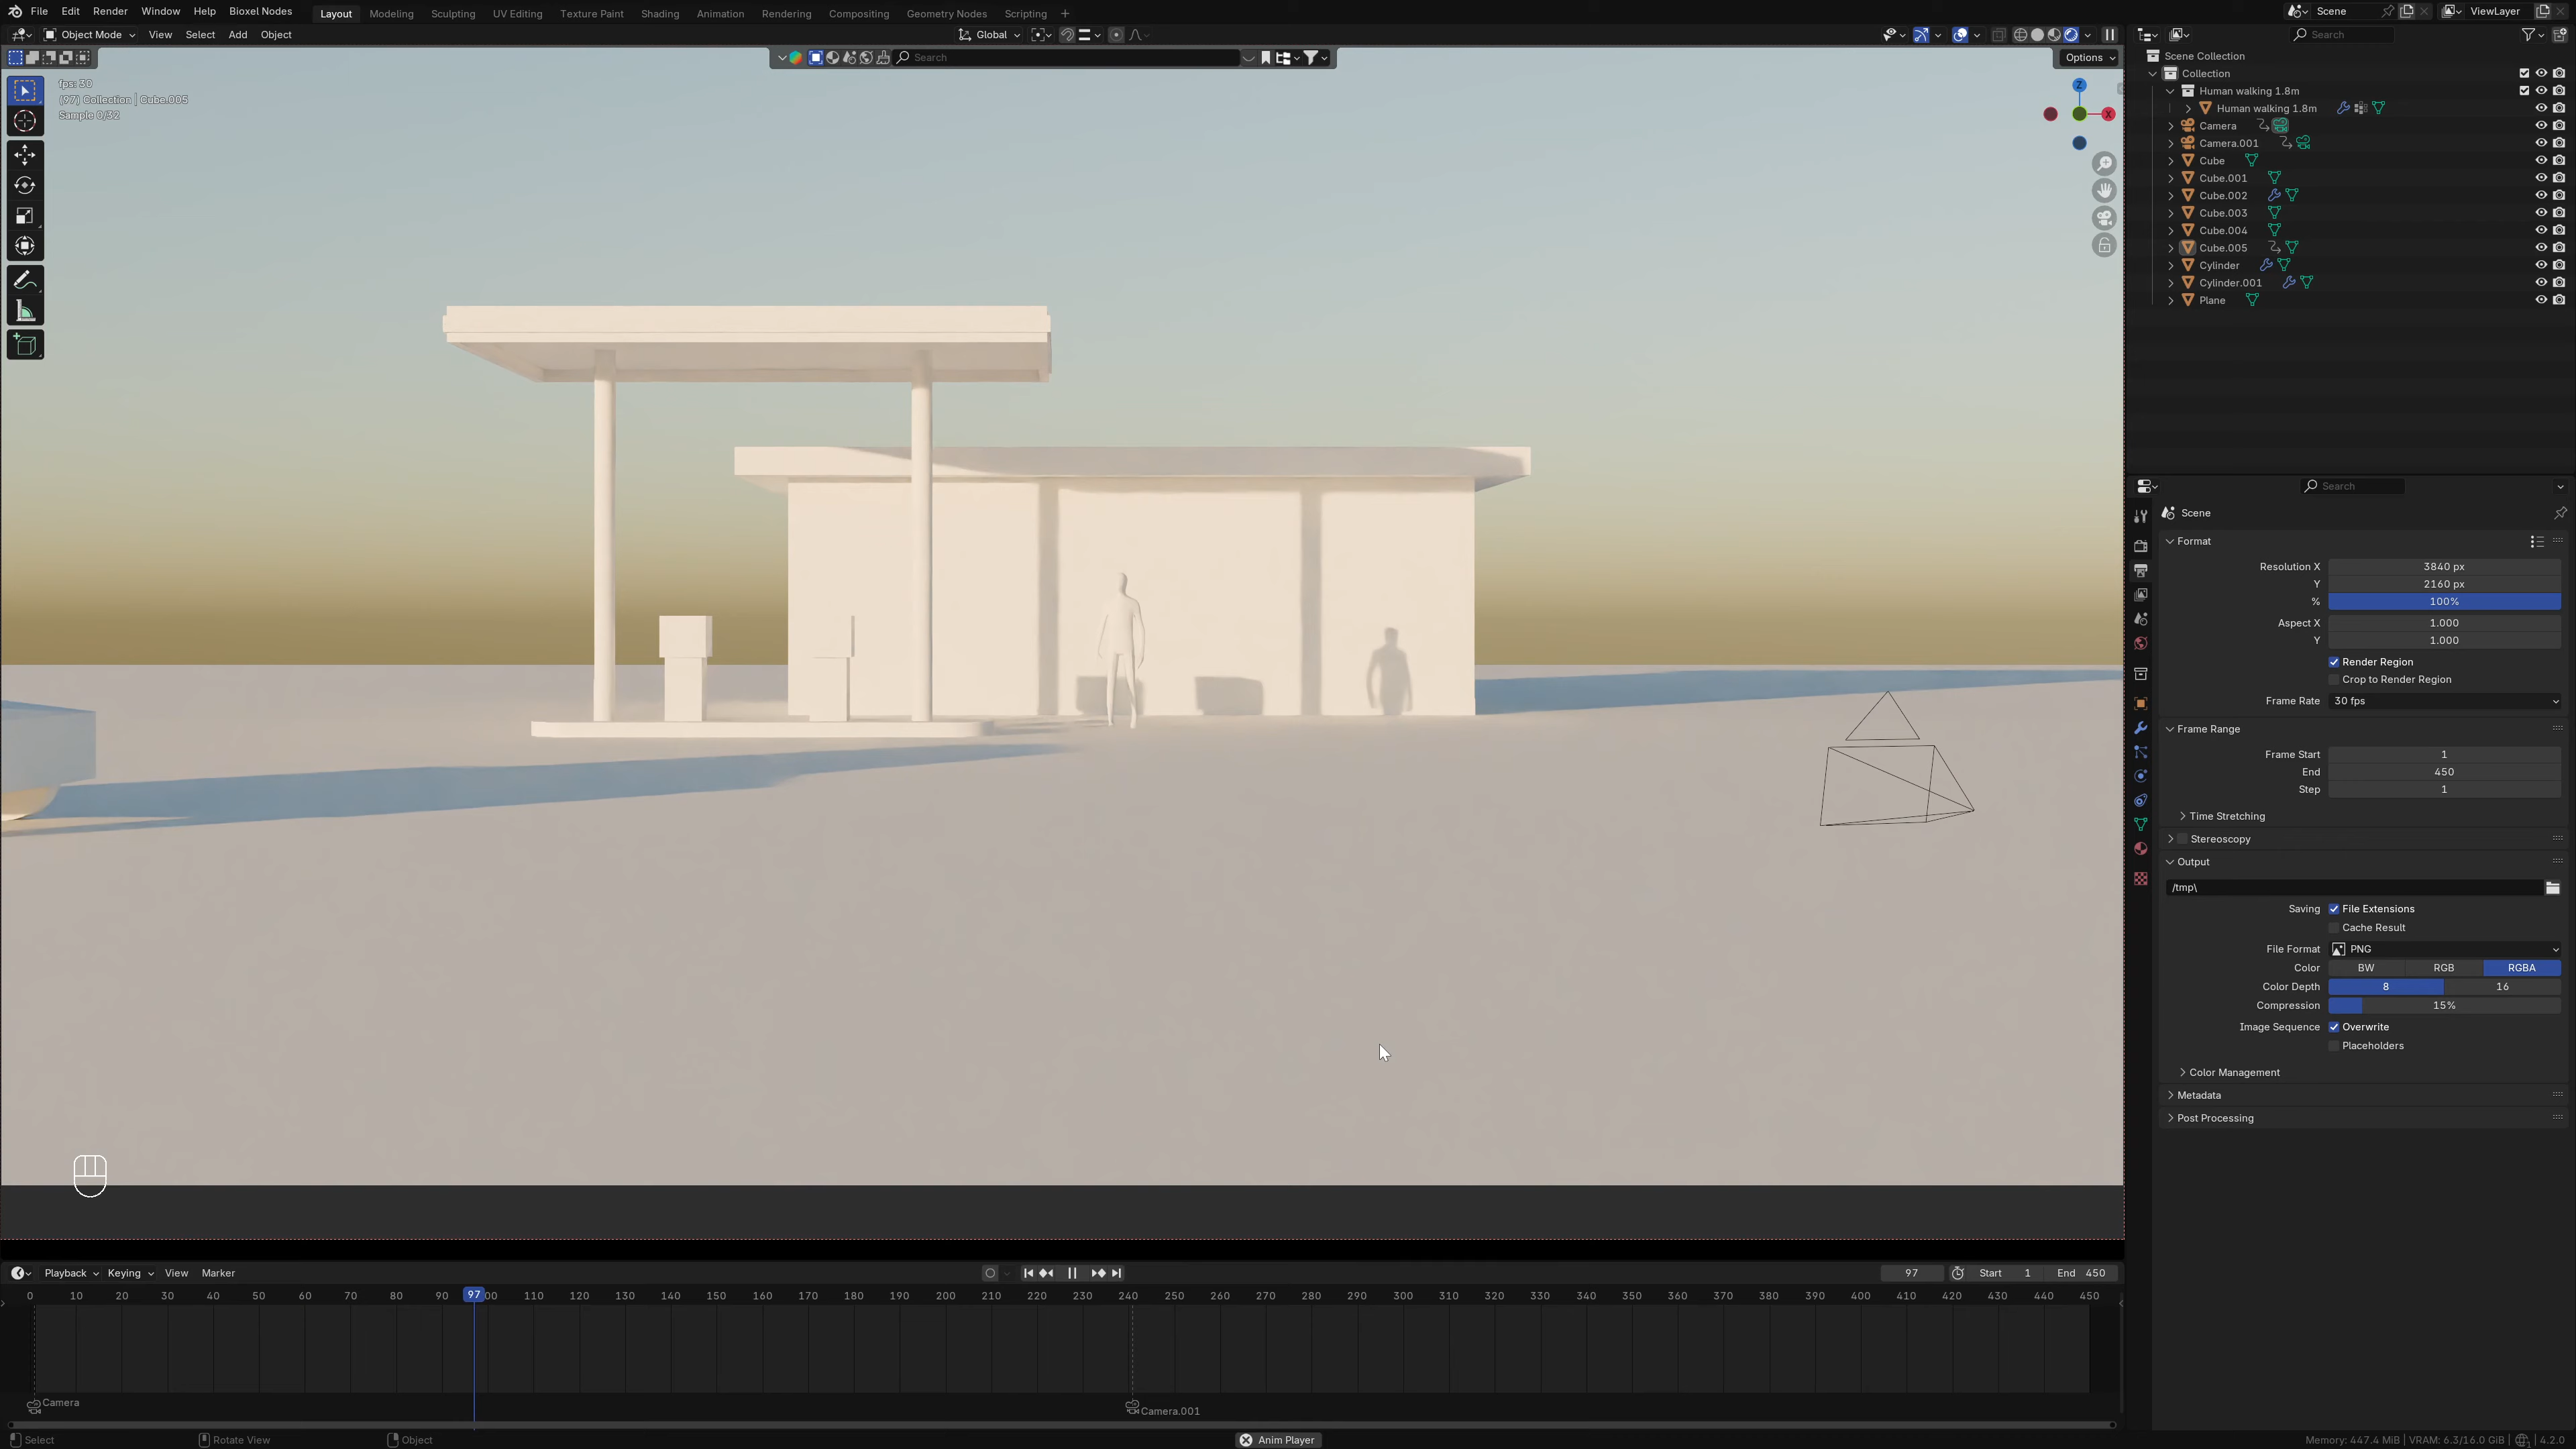 File Edit Render Window Help Bioxel Nodes
Layout Modeling Sculpting UV Editing Texture Paint Shading Animation Rendering Compositing Geometry Nodes Scripting +
Scene ViewLayer
Object Mode View Select Add Object
Global
Search
Search
Options
fps: 30
(97) Collection | Cube.005
Sample 0/32
Z
X
Scene Collection
Collection
Human walking 1.8m
Human walking 1.8m
Camera
Camera.001
Cube
Cube.001
Cube.002
Cube.003
Cube.004
Cube.005
Cylinder
Cylinder.001
Plane
Search
Scene
Format
Resolution X 3840 px
Y 2160 px
% 100%
Aspect X 1.000
Y 1.000
Render Region
Crop to Render Region
Frame Rate 30 fps
Frame Range
Frame Start 1
End 450
Step 1
Time Stretching
Stereoscopy
Output
/tmp\
Saving File Extensions
Cache Result
File Format PNG
Color BW RGB RGBA
Color Depth 8 16
Compression 15%
Image Sequence Overwrite
Placeholders
Color Management
Metadata
Post Processing
Playback Keying View Marker
97 Start 1 End 450
0 10 20 30 40 50 60 70 80 90 97 00 110 120 130 140 150 160 170 180 190 200 210 220 230 240 250 260 270 280 290 300 310 320 330 340 350 360 370 380 390 400 410 420 430 440 450
Camera
Camera.001
Select Rotate View Object Anim Player Memory: 447.4 MiB | VRAM: 6.3/16.0 GiB | 4.2.0